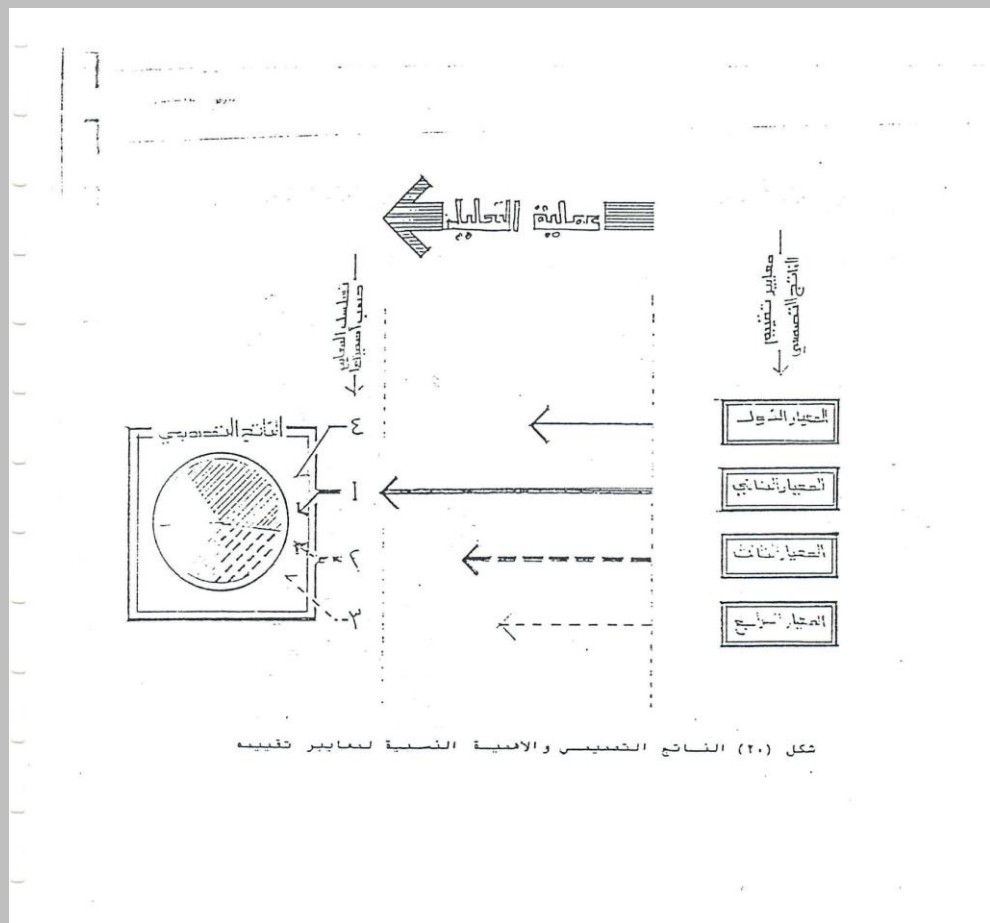 عملية التحليل
معايير تقييم
الناتج التصميمي
تسلسل المعايير
حسب أهميتها
المعيار الأول
المعيار الثاني
المعيار الثالث
المعيار الرابع
٤
١
٢
٣
الناتج التصميمي
شكل (٢٠) الناتج التصميمي والاهمية النسبية لمعايير تقييمه